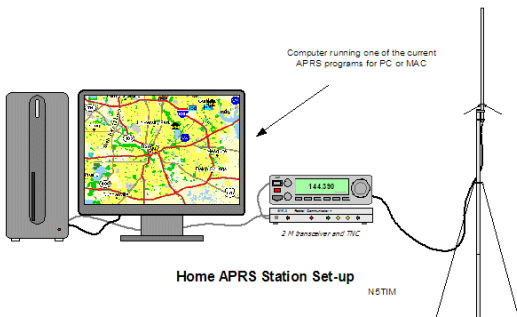 Computer running one of the current
APRS programs for PC or MAC
144.390
2 M transceiver and TNC
Home APRS Station Set-up
N5TIM